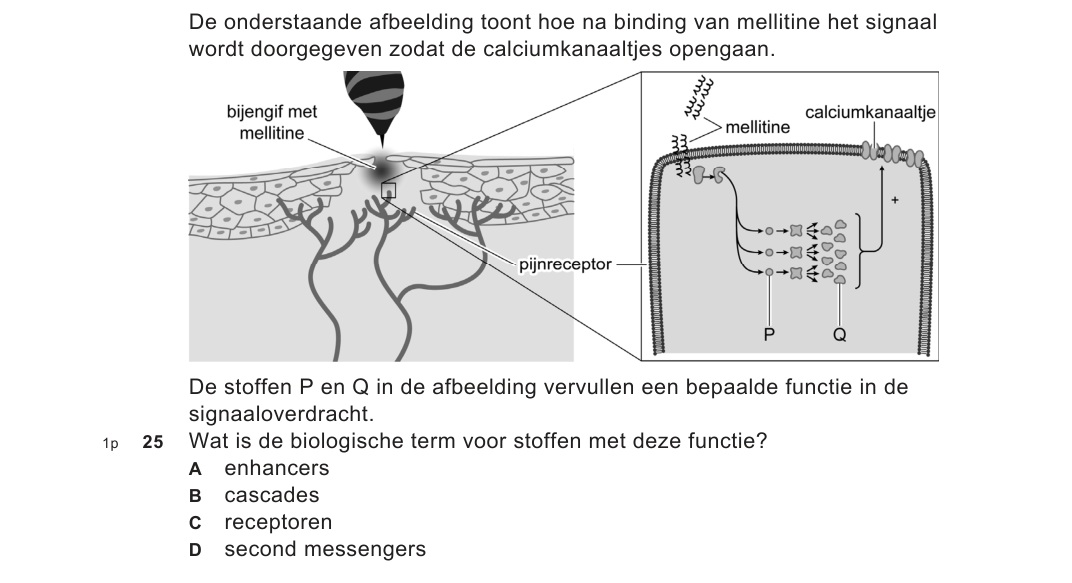 De onderstaande afbeelding toont hoe na binding van mellitine het signaal
wordt doorgegeven zodat de calciumkanaaltjes opengaan.
bijengif met
mellitine
mellitine
calciumkanaaltje
+
pijnreceptor
P
Q
De stoffen P en Q in de afbeelding vervullen een bepaalde functie in de
signaaloverdracht.
1p 25 Wat is de biologische term voor stoffen met deze functie?
A enhancers
B cascades
C receptoren
D second messengers